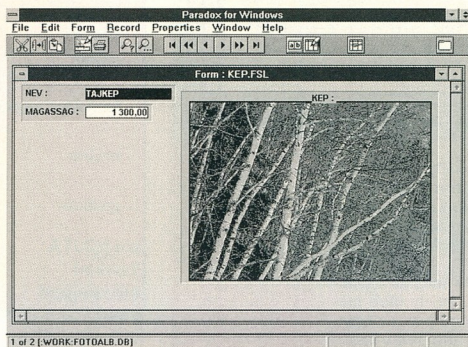 Paradox for Windows
File Edit Form Record Properties Window Help
Form : KEP.FSL
NEV : TAJKEP
MAGASSAG : 1 300,00
KEP :
1 of 2 [:WORK:FOTOALB.DB]